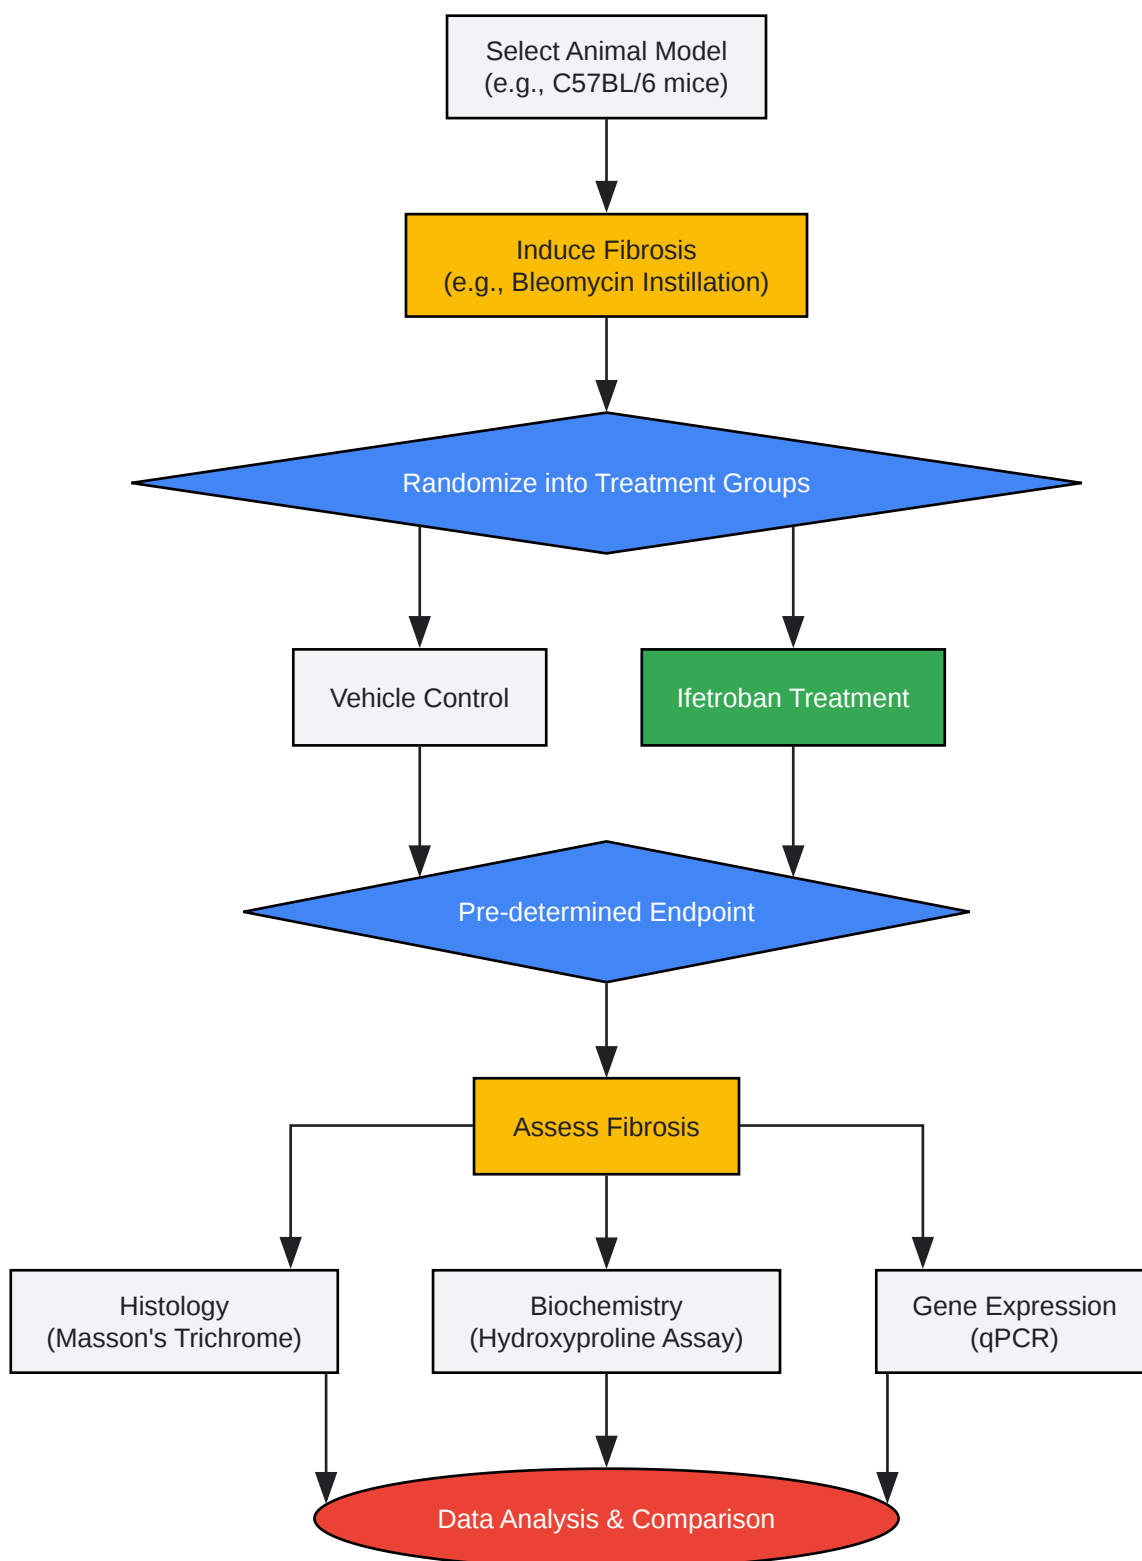 Select Animal Model
(e.g., C57BL/6 mice)
Induce Fibrosis
(e.g., Bleomycin Instillation)
Randomize into Treatment Groups
Vehicle Control
Ifetroban Treatment
Pre-determined Endpoint
Assess Fibrosis
Histology
(Masson's Trichrome)
Biochemistry
(Hydroxyproline Assay)
Gene Expression
(qPCR)
Data Analysis & Comparison